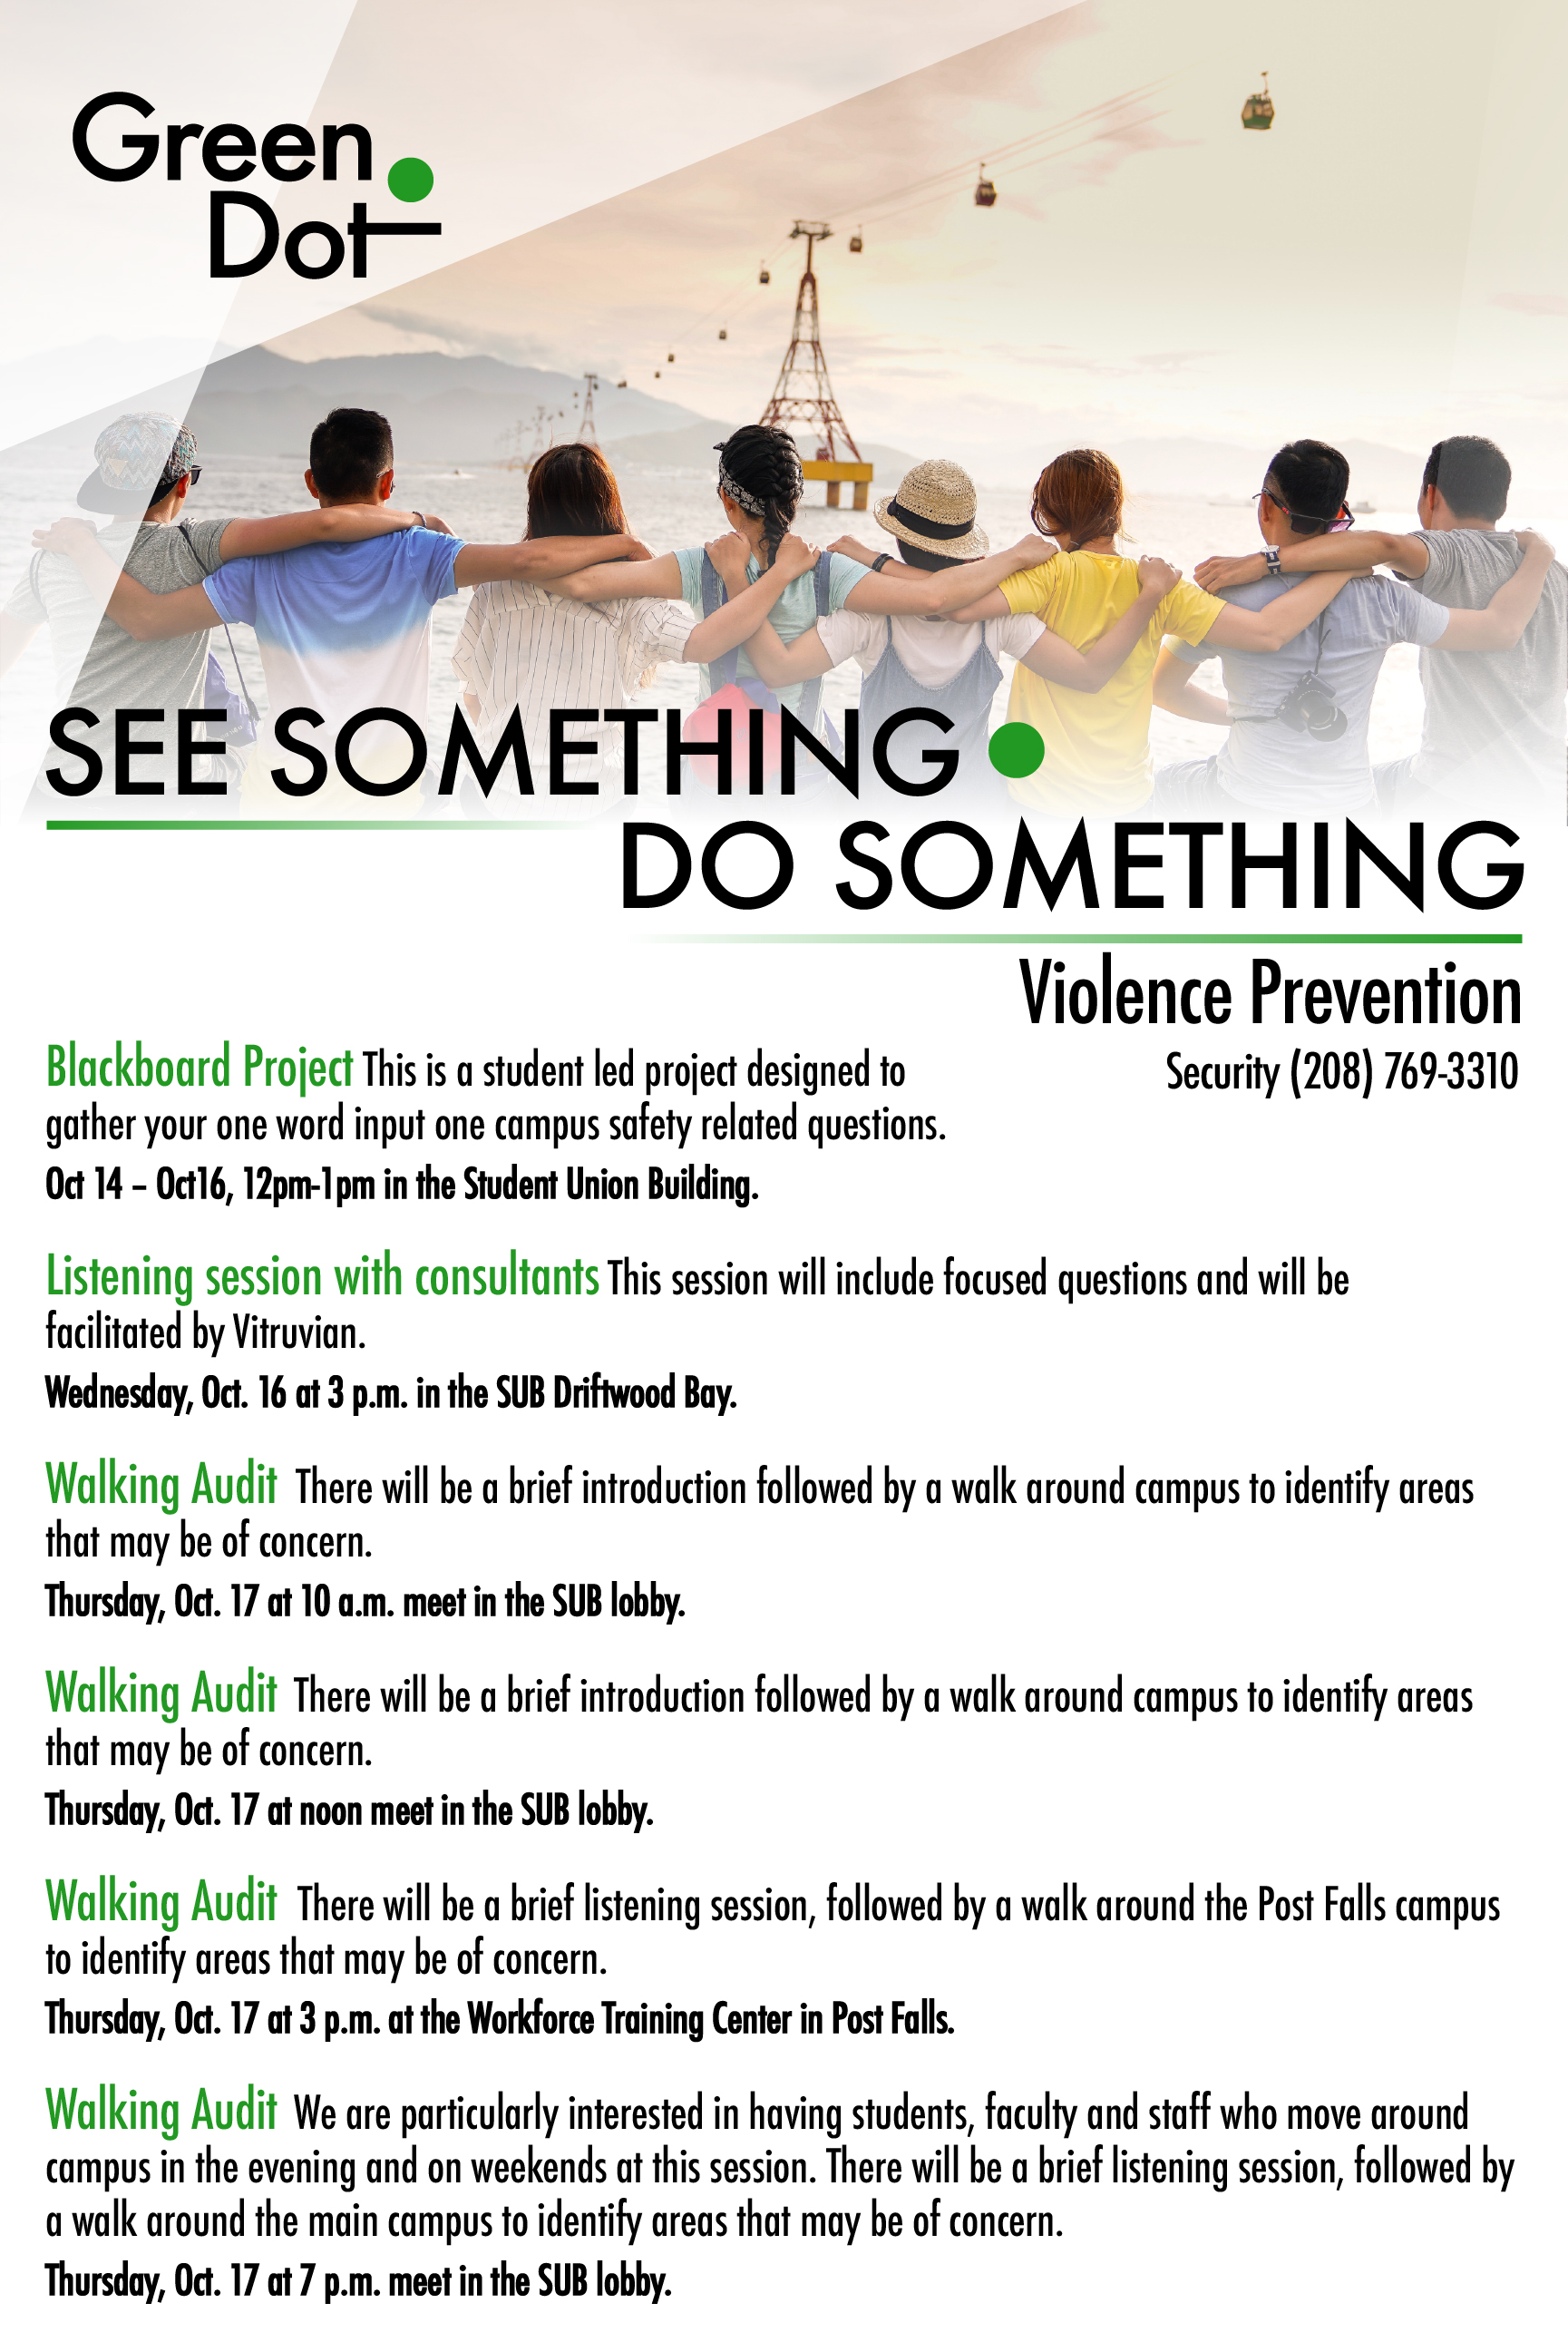 Green
Dot
SEE SOMETHING
DO SOMETHING
Violence Prevention
Security (208) 769-3310
Blackboard Project This is a student led project designed to
gather your one word input one campus safety related questions.
Oct 14 – Oct16, 12pm-1pm in the Student Union Building.
Listening session with consultants This session will include focused questions and will be
facilitated by Vitruvian.
Wednesday, Oct. 16 at 3 p.m. in the SUB Driftwood Bay.
Walking Audit There will be a brief introduction followed by a walk around campus to identify areas
that may be of concern.
Thursday, Oct. 17 at 10 a.m. meet in the SUB lobby.
Walking Audit There will be a brief introduction followed by a walk around campus to identify areas
that may be of concern.
Thursday, Oct. 17 at noon meet in the SUB lobby.
Walking Audit There will be a brief listening session, followed by a walk around the Post Falls campus
to identify areas that may be of concern.
Thursday, Oct. 17 at 3 p.m. at the Workforce Training Center in Post Falls.
Walking Audit We are particularly interested in having students, faculty and staff who move around
campus in the evening and on weekends at this session. There will be a brief listening session, followed by
a walk around the main campus to identify areas that may be of concern.
Thursday, Oct. 17 at 7 p.m. meet in the SUB lobby.